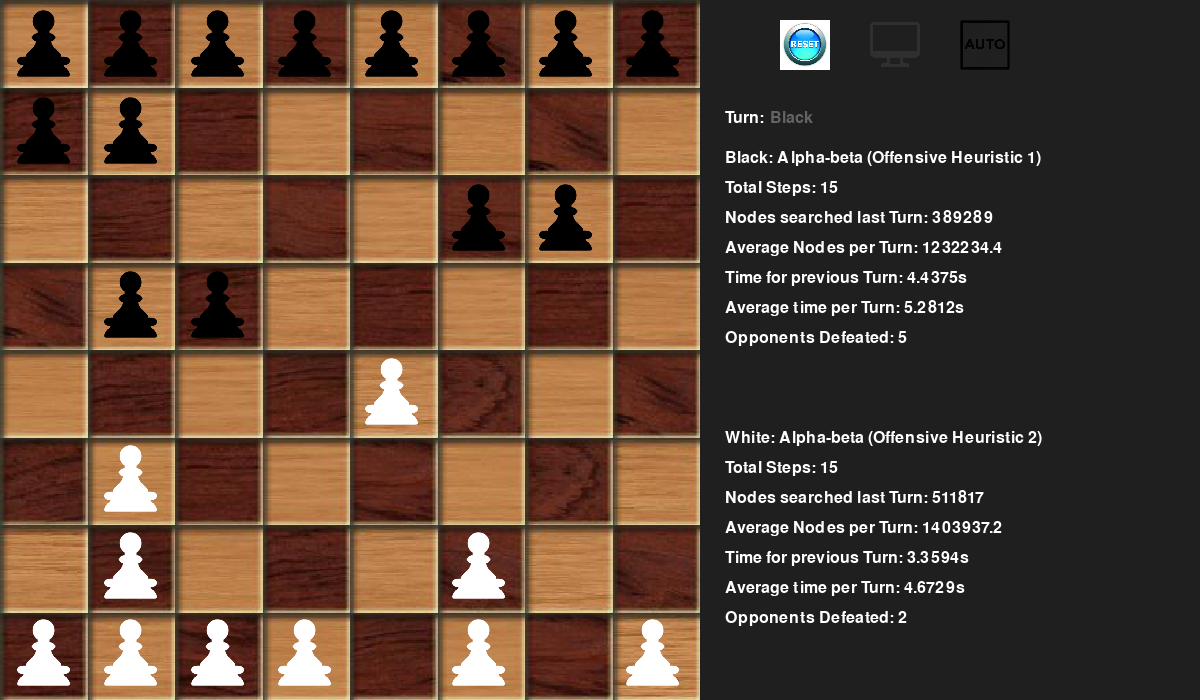 RESET
AUTO
Turn: Black
Black: Alpha-beta (Offensive Heuristic 1)
Total Steps: 15
Nodes searched last Turn: 389289
Average Nodes per Turn: 1232234.4
Time for previous Turn: 4.4375s
Average time per Turn: 5.2812s
Opponents Defeated: 5
White: Alpha-beta (Offensive Heuristic 2)
Total Steps: 15
Nodes searched last Turn: 511817
Average Nodes per Turn: 1403937.2
Time for previous Turn: 3.3594s
Average time per Turn: 4.6729s
Opponents Defeated: 2